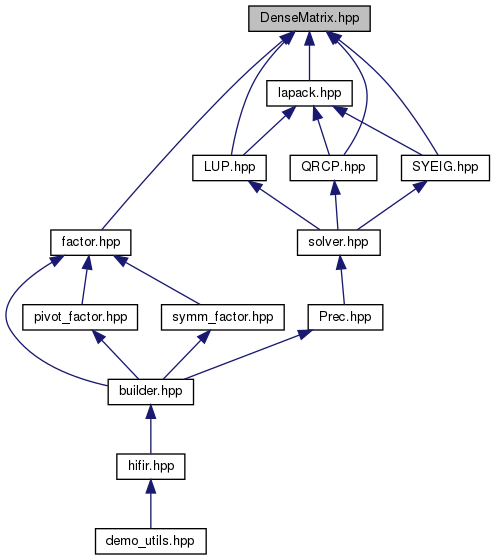 DenseMatrix.hpp
lapack.hpp
LUP.hpp
QRCP.hpp
SYEIG.hpp
factor.hpp
solver.hpp
pivot_factor.hpp
symm_factor.hpp
Prec.hpp
builder.hpp
hifir.hpp
demo_utils.hpp